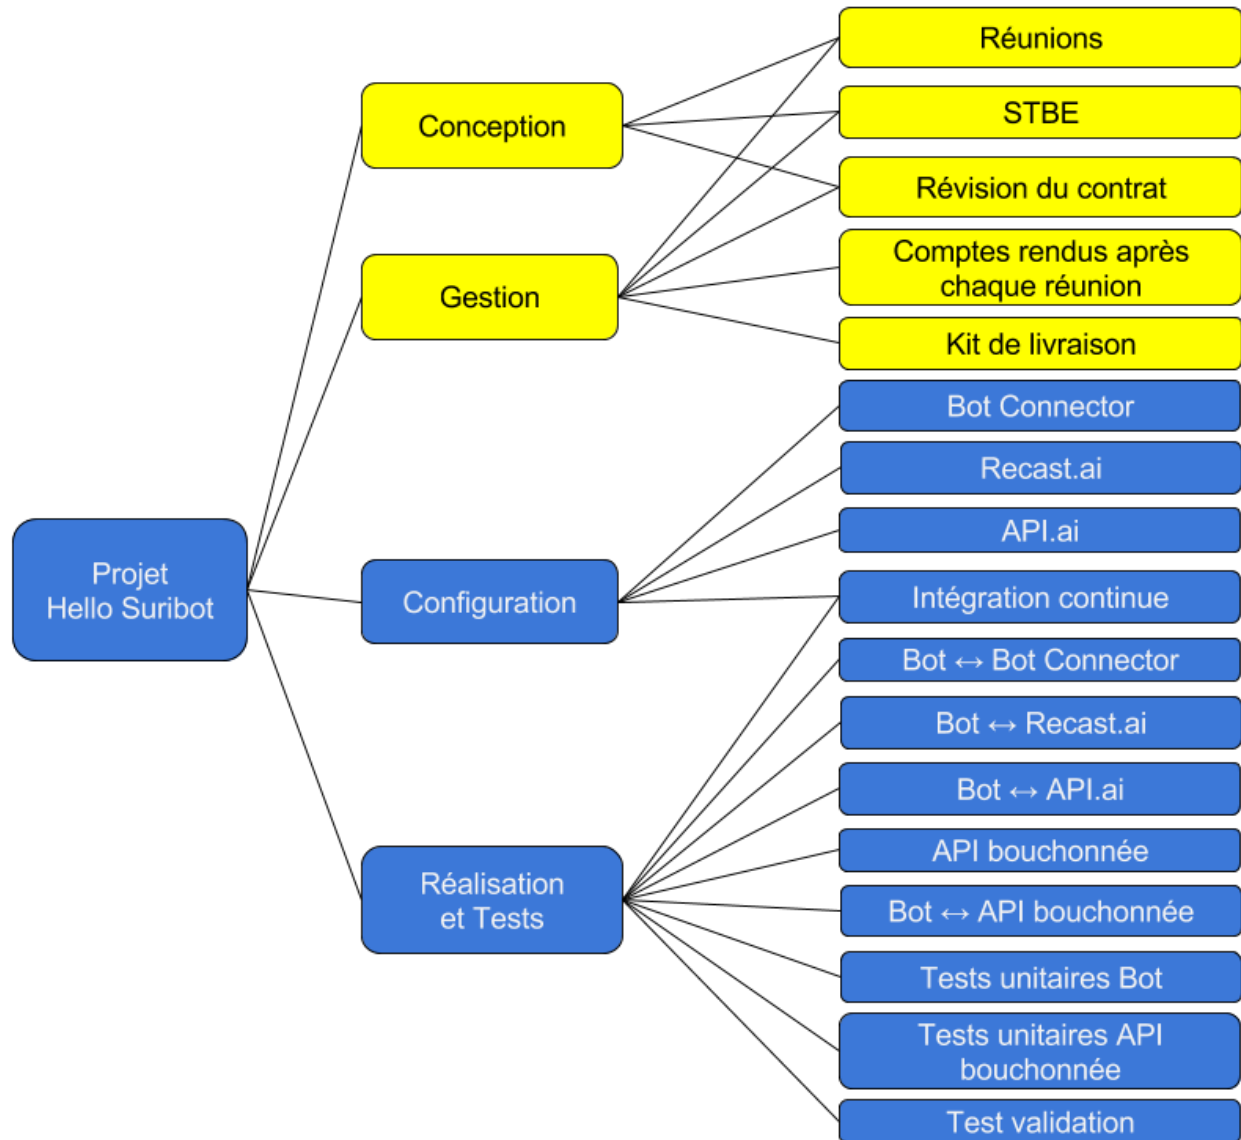 Projet
Hello Suribot
Conception
Gestion
Configuration
Réalisation
et Tests
Réunions
STBE
Révision du contrat
Comptes rendus après
chaque réunion
Kit de livraison
Bot Connector
Recast.ai
API.ai
Intégration continue
Bot ↔ Bot Connector
Bot ↔ Recast.ai
Bot ↔ API.ai
API bouchonnée
Bot ↔ API bouchonnée
Tests unitaires Bot
Tests unitaires API
bouchonnée
Test validation